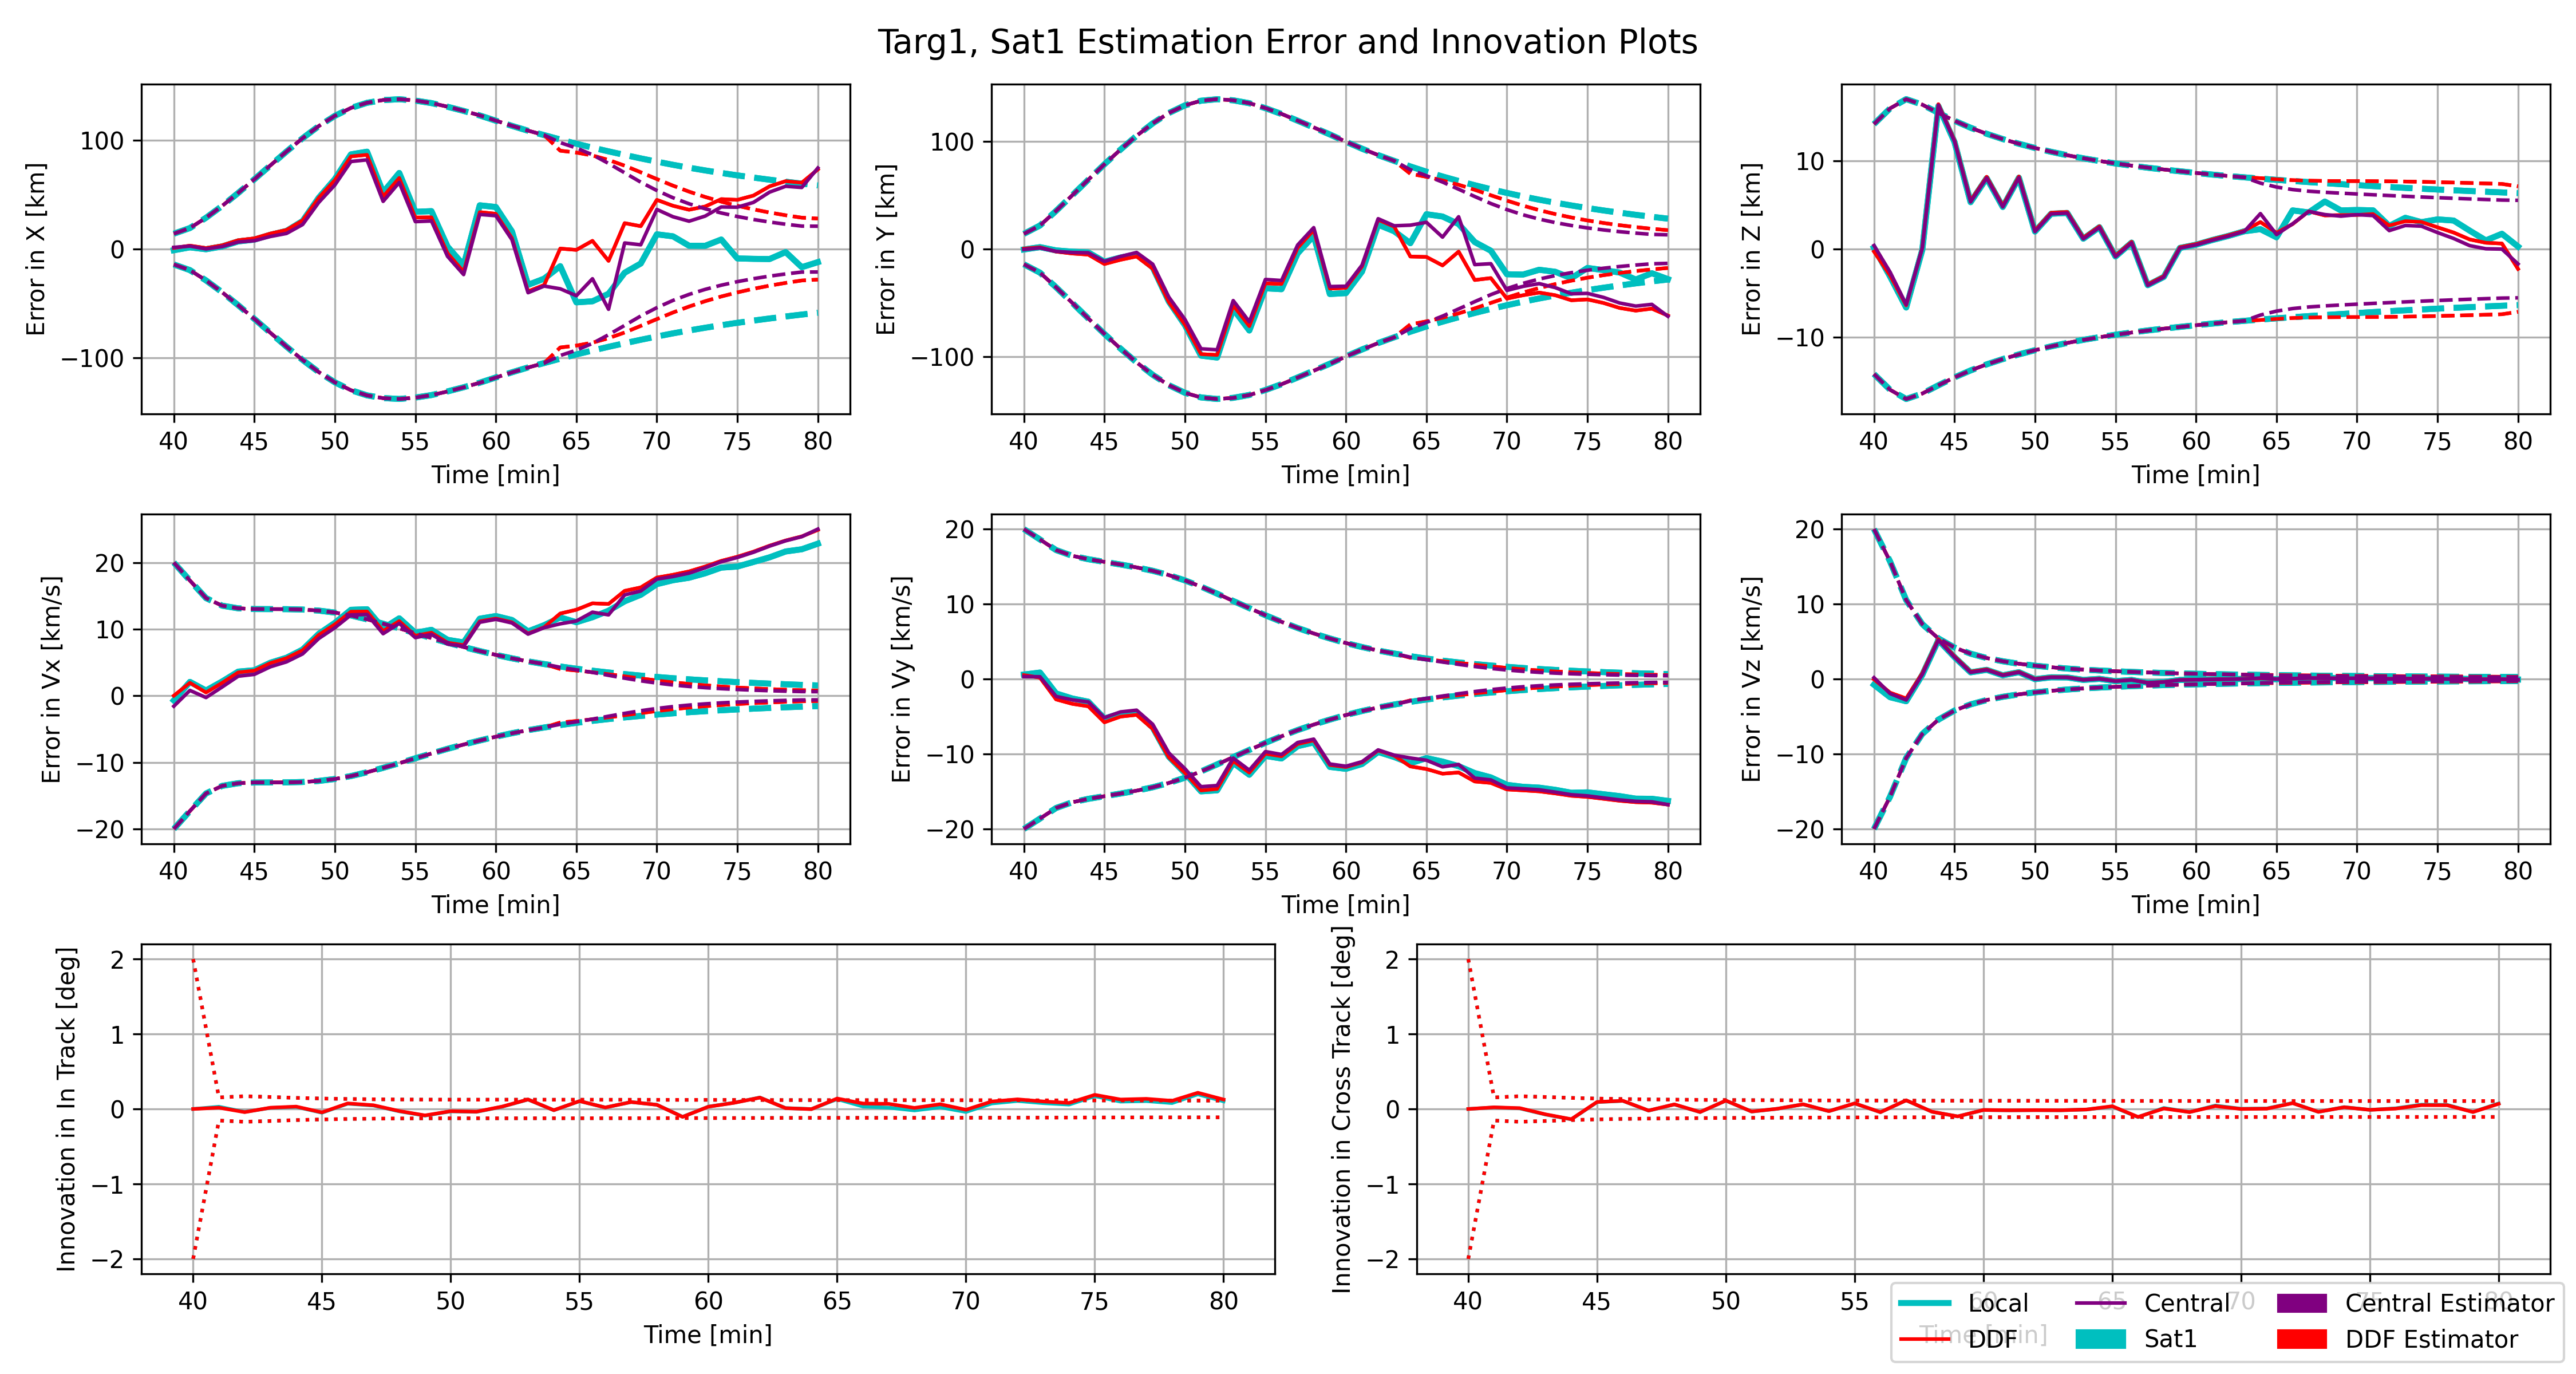 Targ1, Sat1 Estimation Error and Innovation Plots
Error in X [km]
100
0
−100
40 45 50 55 60 65 70 75 80
Time [min]
Error in Y [km]
100
0
−100
40 45 50 55 60 65 70 75 80
Time [min]
Error in Z [km]
10
0
−10
40 45 50 55 60 65 70 75 80
Time [min]
Error in Vx [km/s]
20
10
0
−10
−20
40 45 50 55 60 65 70 75 80
Time [min]
Error in Vy [km/s]
20
10
0
−10
−20
40 45 50 55 60 65 70 75 80
Time [min]
Error in Vz [km/s]
20
10
0
−10
−20
40 45 50 55 60 65 70 75 80
Time [min]
Innovation in In Track [deg]
2
1
0
−1
−2
40 45 50 55 60 65 70 75 80
Time [min]
Innovation in Cross Track [deg]
2
1
0
−1
−2
40 45 50 55 60 65 70 75 80
Time [min]
Local
DDF
Central
Sat1
Central Estimator
DDF Estimator